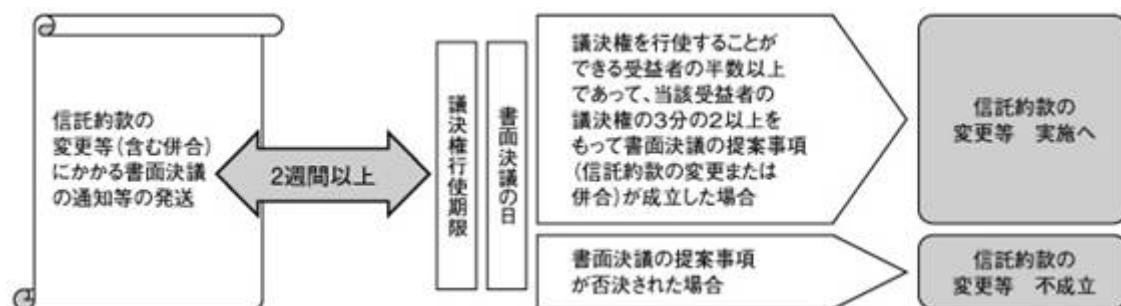 信託約款の
変更等(含む併合)
にかかる書面決議
の通知等の発送
2週間以上
議決権行使期限
書面決議の日
議決権を行使することが
できる受益者の半数以上
であって、当該受益者の
議決権の3分の2以上を
もって書面決議の提案事項
(信託約款の変更または
併合)が成立した場合
信託約款の
変更等 実施へ
書面決議の提案事項
が否決された場合
信託約款の
変更等 不成立